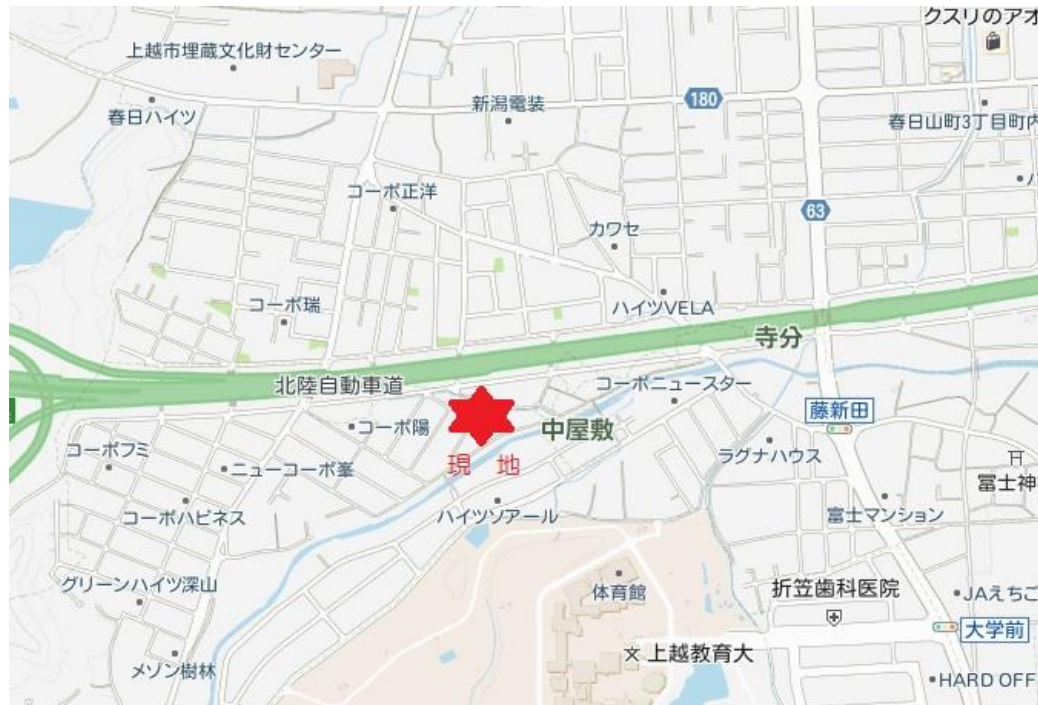 クスリのアオ
上越市埋蔵文化財センター
春日ハイツ
新潟電装
180
春日山町3丁目町内
コーポ正洋
63
カワセ
ハイツVELA
コーポ瑞
寺分
北陸自動車道
コーポニュースター
藤新田
コーポ陽
中屋敷
コーポフミ
ニューコーポ峯
現 地
ラグナハウス
冨士神
コーポハピネス
ハイツソアール
富士マンション
グリーンハイツ深山
体育館
折笠歯科医院
JAえちご
大学前
メゾン樹林
上越教育大
HARD OFF